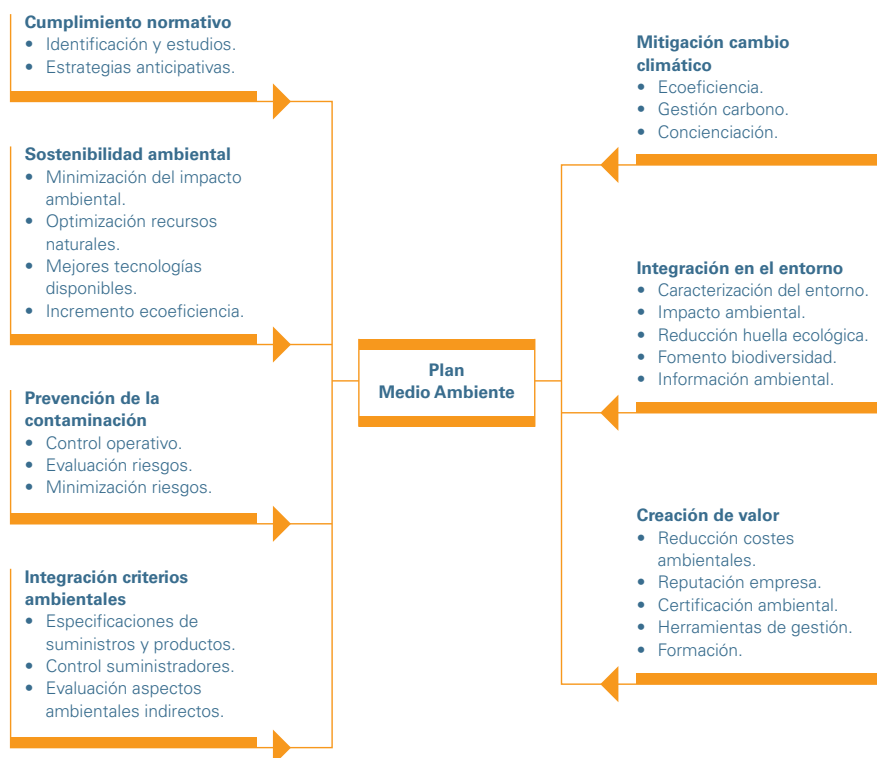 Cumplimiento normativo
• Identificación y estudios.
• Estrategias anticipativas.
Sostenibilidad ambiental
• Minimización del impacto
ambiental.
• Optimización recursos
naturales.
• Mejores tecnologías
disponibles.
• Incremento ecoeficiencia.
Prevención de la
contaminación
• Control operativo.
• Evaluación riesgos.
• Minimización riesgos.
Integración criterios
ambientales
• Especificaciones de
suministros y productos.
• Control suministradores.
• Evaluación aspectos
ambientales indirectos.
Plan
Medio Ambiente
Mitigación cambio
climático
• Ecoeficiencia.
• Gestión carbono.
• Concienciación.
Integración en el entorno
• Caracterización del entorno.
• Impacto ambiental.
• Reducción huella ecológica.
• Fomento biodiversidad.
• Información ambiental.
Creación de valor
• Reducción costes
ambientales.
• Reputación empresa.
• Certificación ambiental.
• Herramientas de gestión.
• Formación.